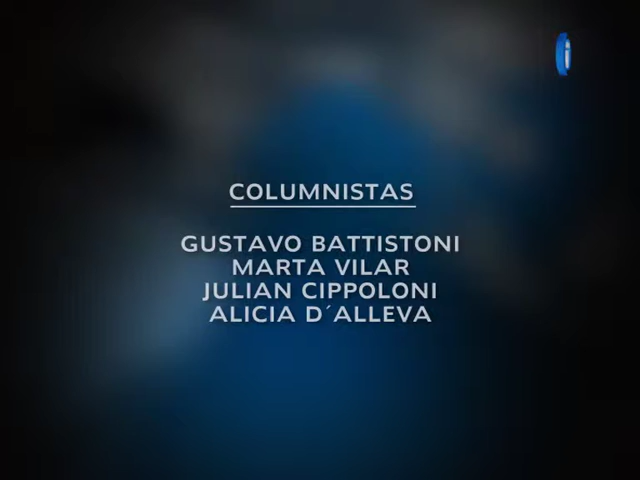 COLUMNISTAS
GUSTAVO BATTISTONI
MARTA VILAR
JULIAN CIPPOLONI
ALICIA D´ALLEVA